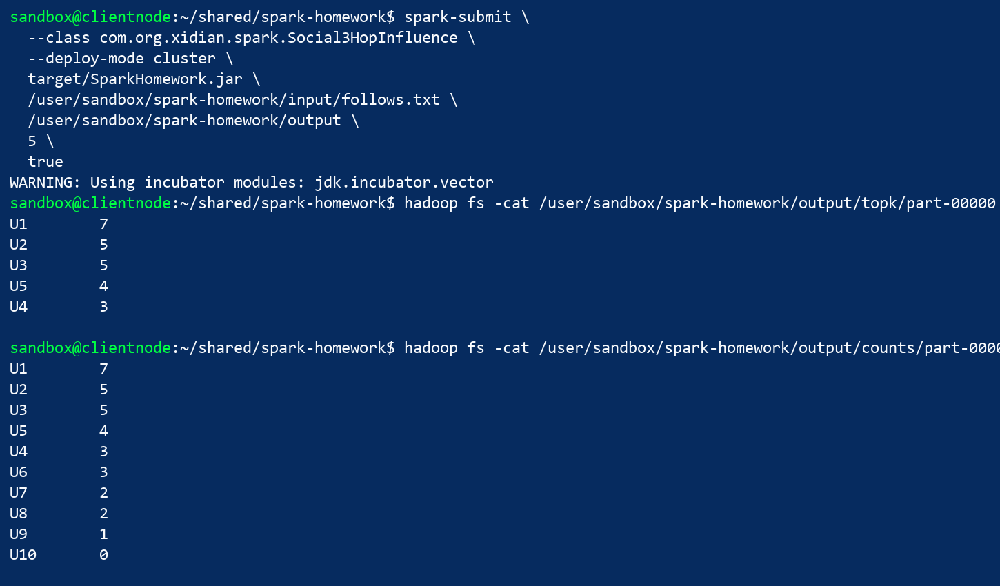 sandbox@clientnode:~/shared/spark-homework$ spark-submit \
  --class com.org.xidian.spark.Social3HopInfluence \
  --deploy-mode cluster \
  target/SparkHomework.jar \
  /user/sandbox/spark-homework/input/follows.txt \
  /user/sandbox/spark-homework/output \
  5 \
  true
WARNING: Using incubator modules: jdk.incubator.vector
sandbox@clientnode:~/shared/spark-homework$ hadoop fs -cat /user/sandbox/spark-homework/output/topk/part-00000
U1        7
U2        5
U3        5
U5        4
U4        3

sandbox@clientnode:~/shared/spark-homework$ hadoop fs -cat /user/sandbox/spark-homework/output/counts/part-0000
U1        7
U2        5
U3        5
U5        4
U4        3
U6        3
U7        2
U8        2
U9        1
U10       0